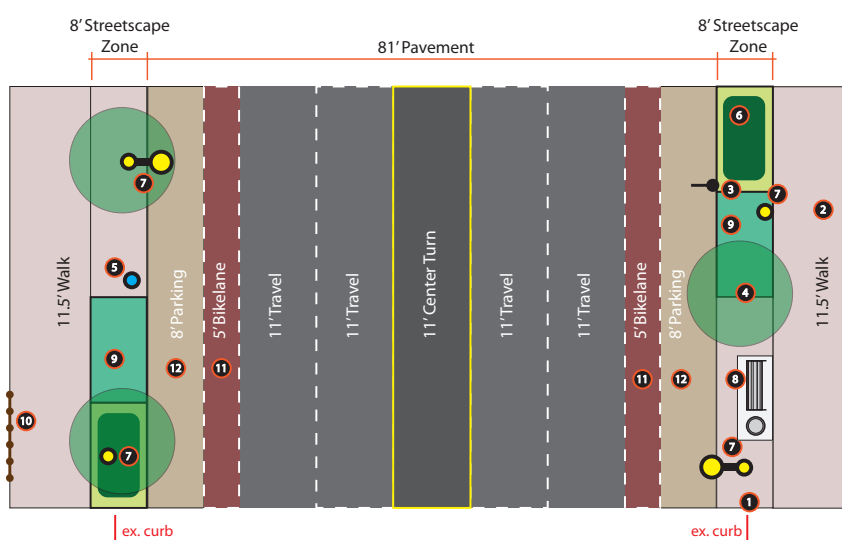 8' Streetscape
Zone
81' Pavement
8' Streetscape
Zone
6
7
3
7
9
2
5
4
11.5' Walk
8' Parking
5' Bikelane
11' Travel
11' Travel
11' Center Turn
11' Travel
11' Travel
5' Bikelane
8' Parking
11.5' Walk
9
12
11
11
12
8
10
7
7
1
ex. curb
ex. curb